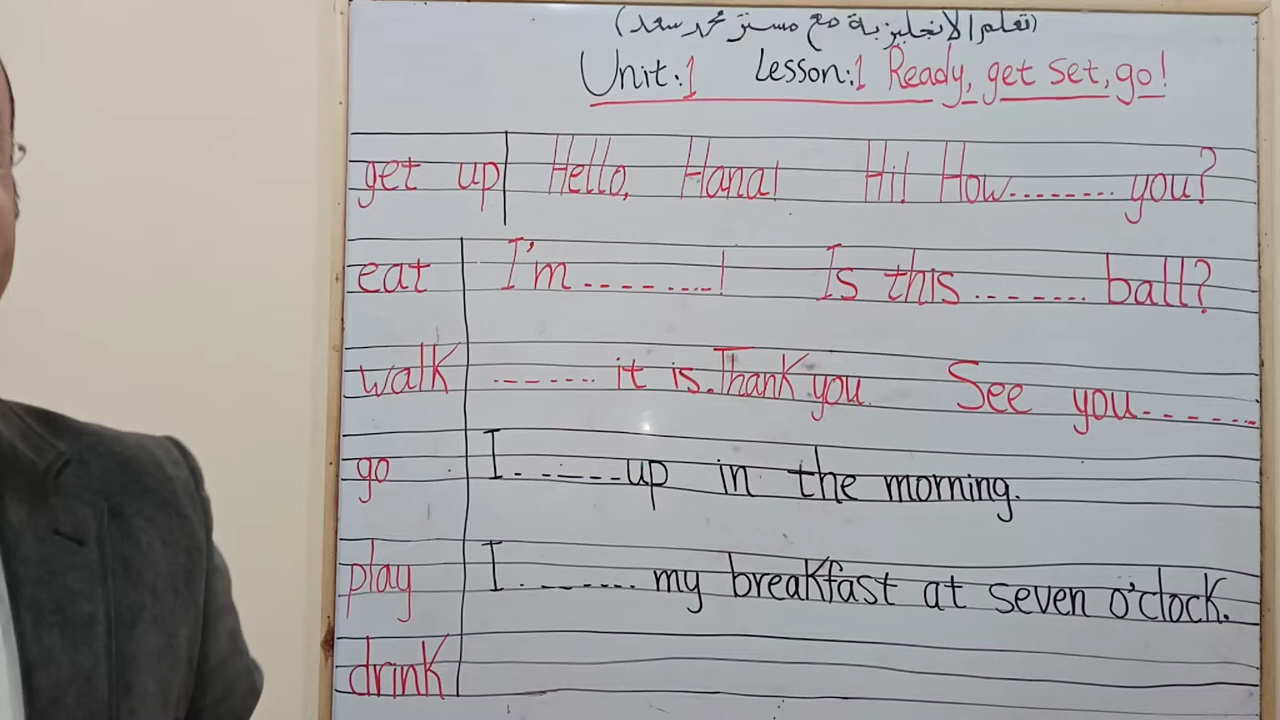 (تعلم الانجليزية مع مستر محمد سعد)
Unit:1 Lesson:1 Ready, get set, go!
get up Hello, Hana! Hi! How........ you?
eat I'm........! Is this........ ball?
walk ........ it is. Thank you. See you........
go I........up in the morning.
play I........ my breakfast at seven o'clock.
drink